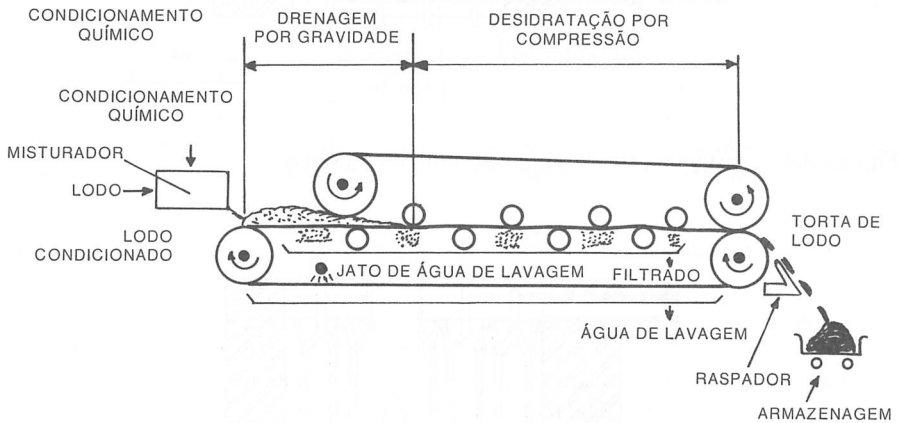 CONDICIONAMENTO
QUÍMICO
DRENAGEM
POR GRAVIDADE
DESIDRATAÇÃO POR
COMPRESSÃO
CONDICIONAMENTO
QUÍMICO
MISTURADOR
LODO
LODO
CONDICIONADO
TORTA DE
LODO
JATO DE ÁGUA DE LAVAGEM
FILTRADO
ÁGUA DE LAVAGEM
RASPADOR
ARMAZENAGEM